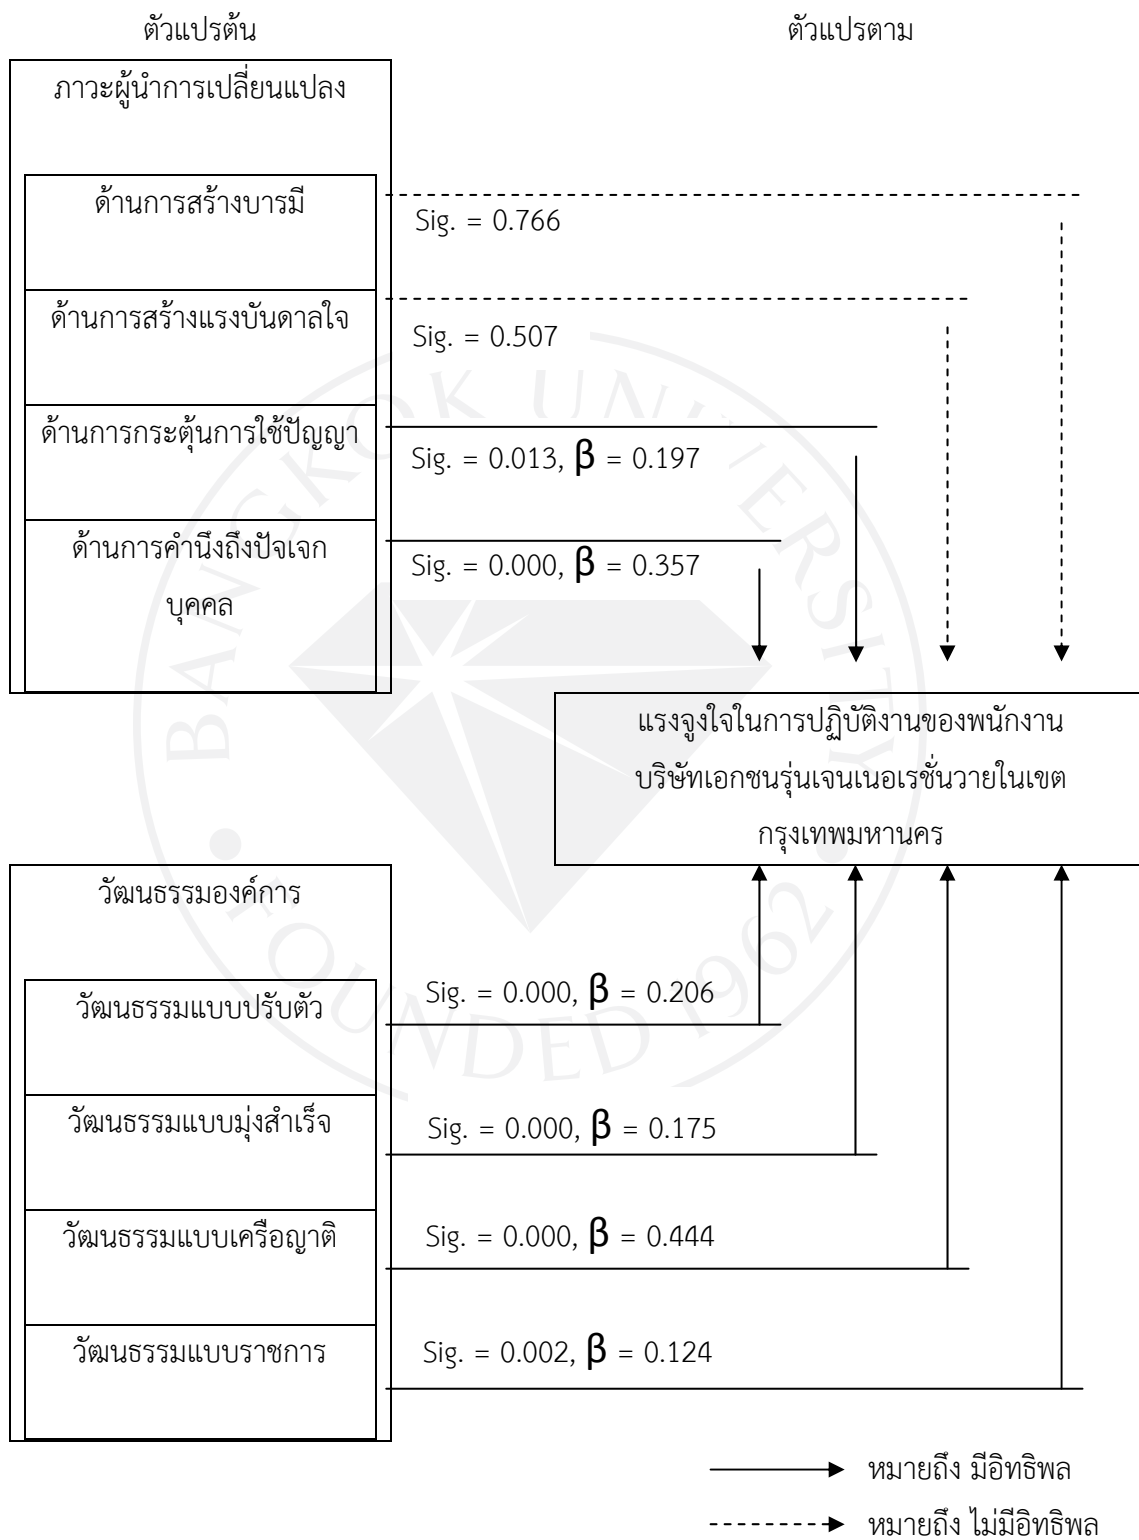 ตัวแปรต้น
ตัวแปรตาม
ภาวะผู้นำการเปลี่ยนแปลง
ด้านการสร้างบารมี
Sig. = 0.766
ด้านการสร้างแรงบันดาลใจ
Sig. = 0.507
ด้านการกระตุ้นการใช้ปัญญา
Sig. = 0.013, β = 0.197
ด้านการคำนึงถึงปัจเจก
บุคคล
Sig. = 0.000, β = 0.357
แรงจูงใจในการปฏิบัติงานของพนักงาน
บริษัทเอกชนรุ่นเจนเนอเรชั่นวายในเขต
กรุงเทพมหานคร
วัฒนธรรมองค์การ
วัฒนธรรมแบบปรับตัว
Sig. = 0.000, β = 0.206
วัฒนธรรมแบบมุ่งสำเร็จ
Sig. = 0.000, β = 0.175
วัฒนธรรมแบบเครือญาติ
Sig. = 0.000, β = 0.444
วัฒนธรรมแบบราชการ
Sig. = 0.002, β = 0.124
หมายถึง มีอิทธิพล
หมายถึง ไม่มีอิทธิพล
BANGKOK UNIVERSITY
FOUNDED 1962